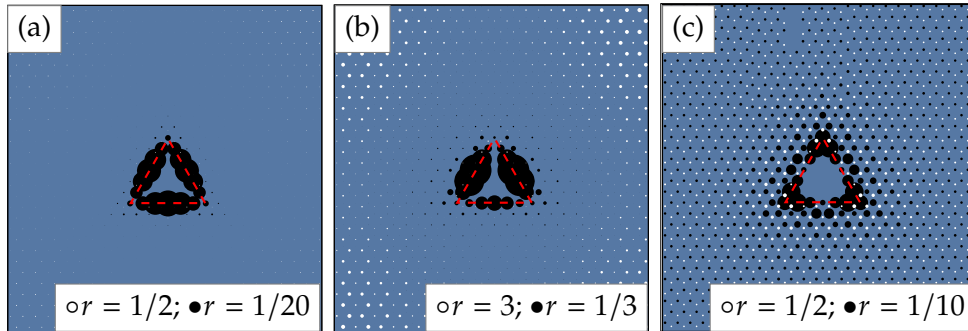 (a)
(b)
(c)
○r = 1/2; ●r = 1/20
○r = 3; ●r = 1/3
○r = 1/2; ●r = 1/10